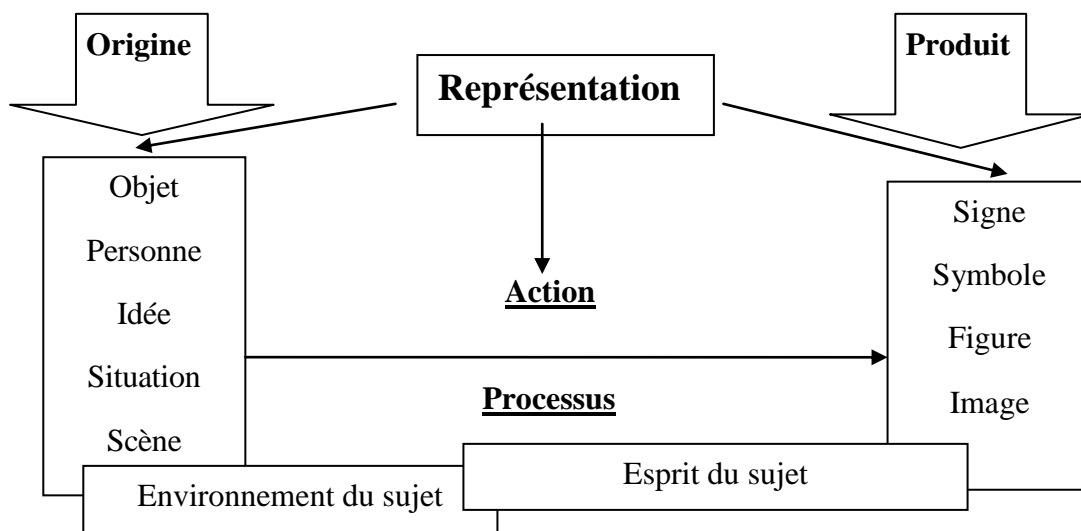 Origine
Produit
Représentation
Objet
Personne
Idée
Situation
Scène
Action
Processus
Signe
Symbole
Figure
Image
Environnement du sujet
Esprit du sujet